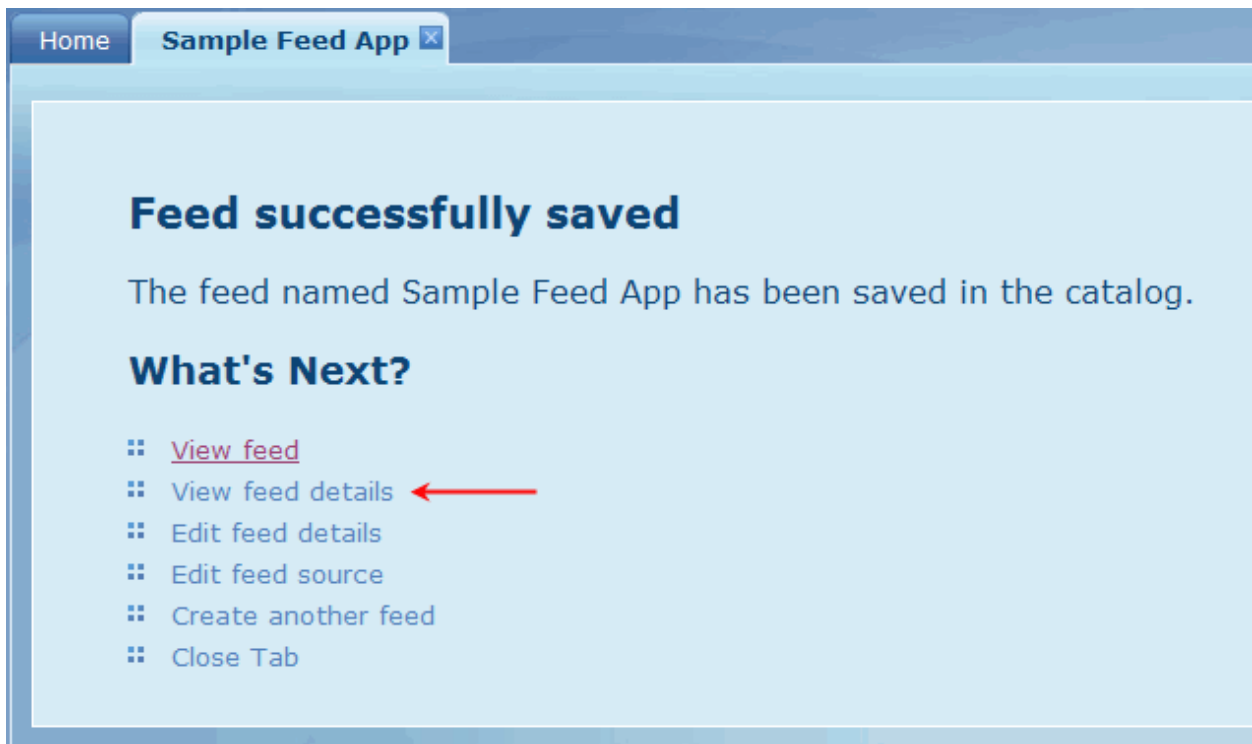 Home
Sample Feed App
Feed successfully saved
The feed named Sample Feed App has been saved in the catalog.
What's Next?
View feed
View feed details
Edit feed details
Edit feed source
Create another feed
Close Tab